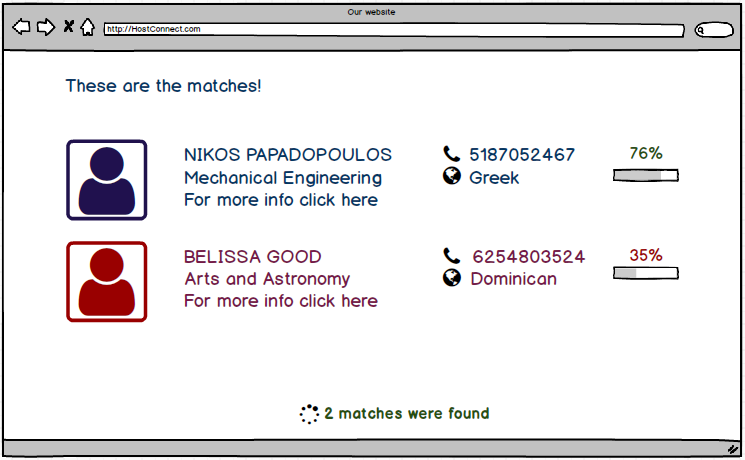 Our website
http://HostConnect.com
These are the matches!
NIKOS PAPADOPOULOS
Mechanical Engineering
For more info click here
5187052467
Greek
76%
BELISSA GOOD
Arts and Astronomy
For more info click here
6254803524
Dominican
35%
2 matches were found